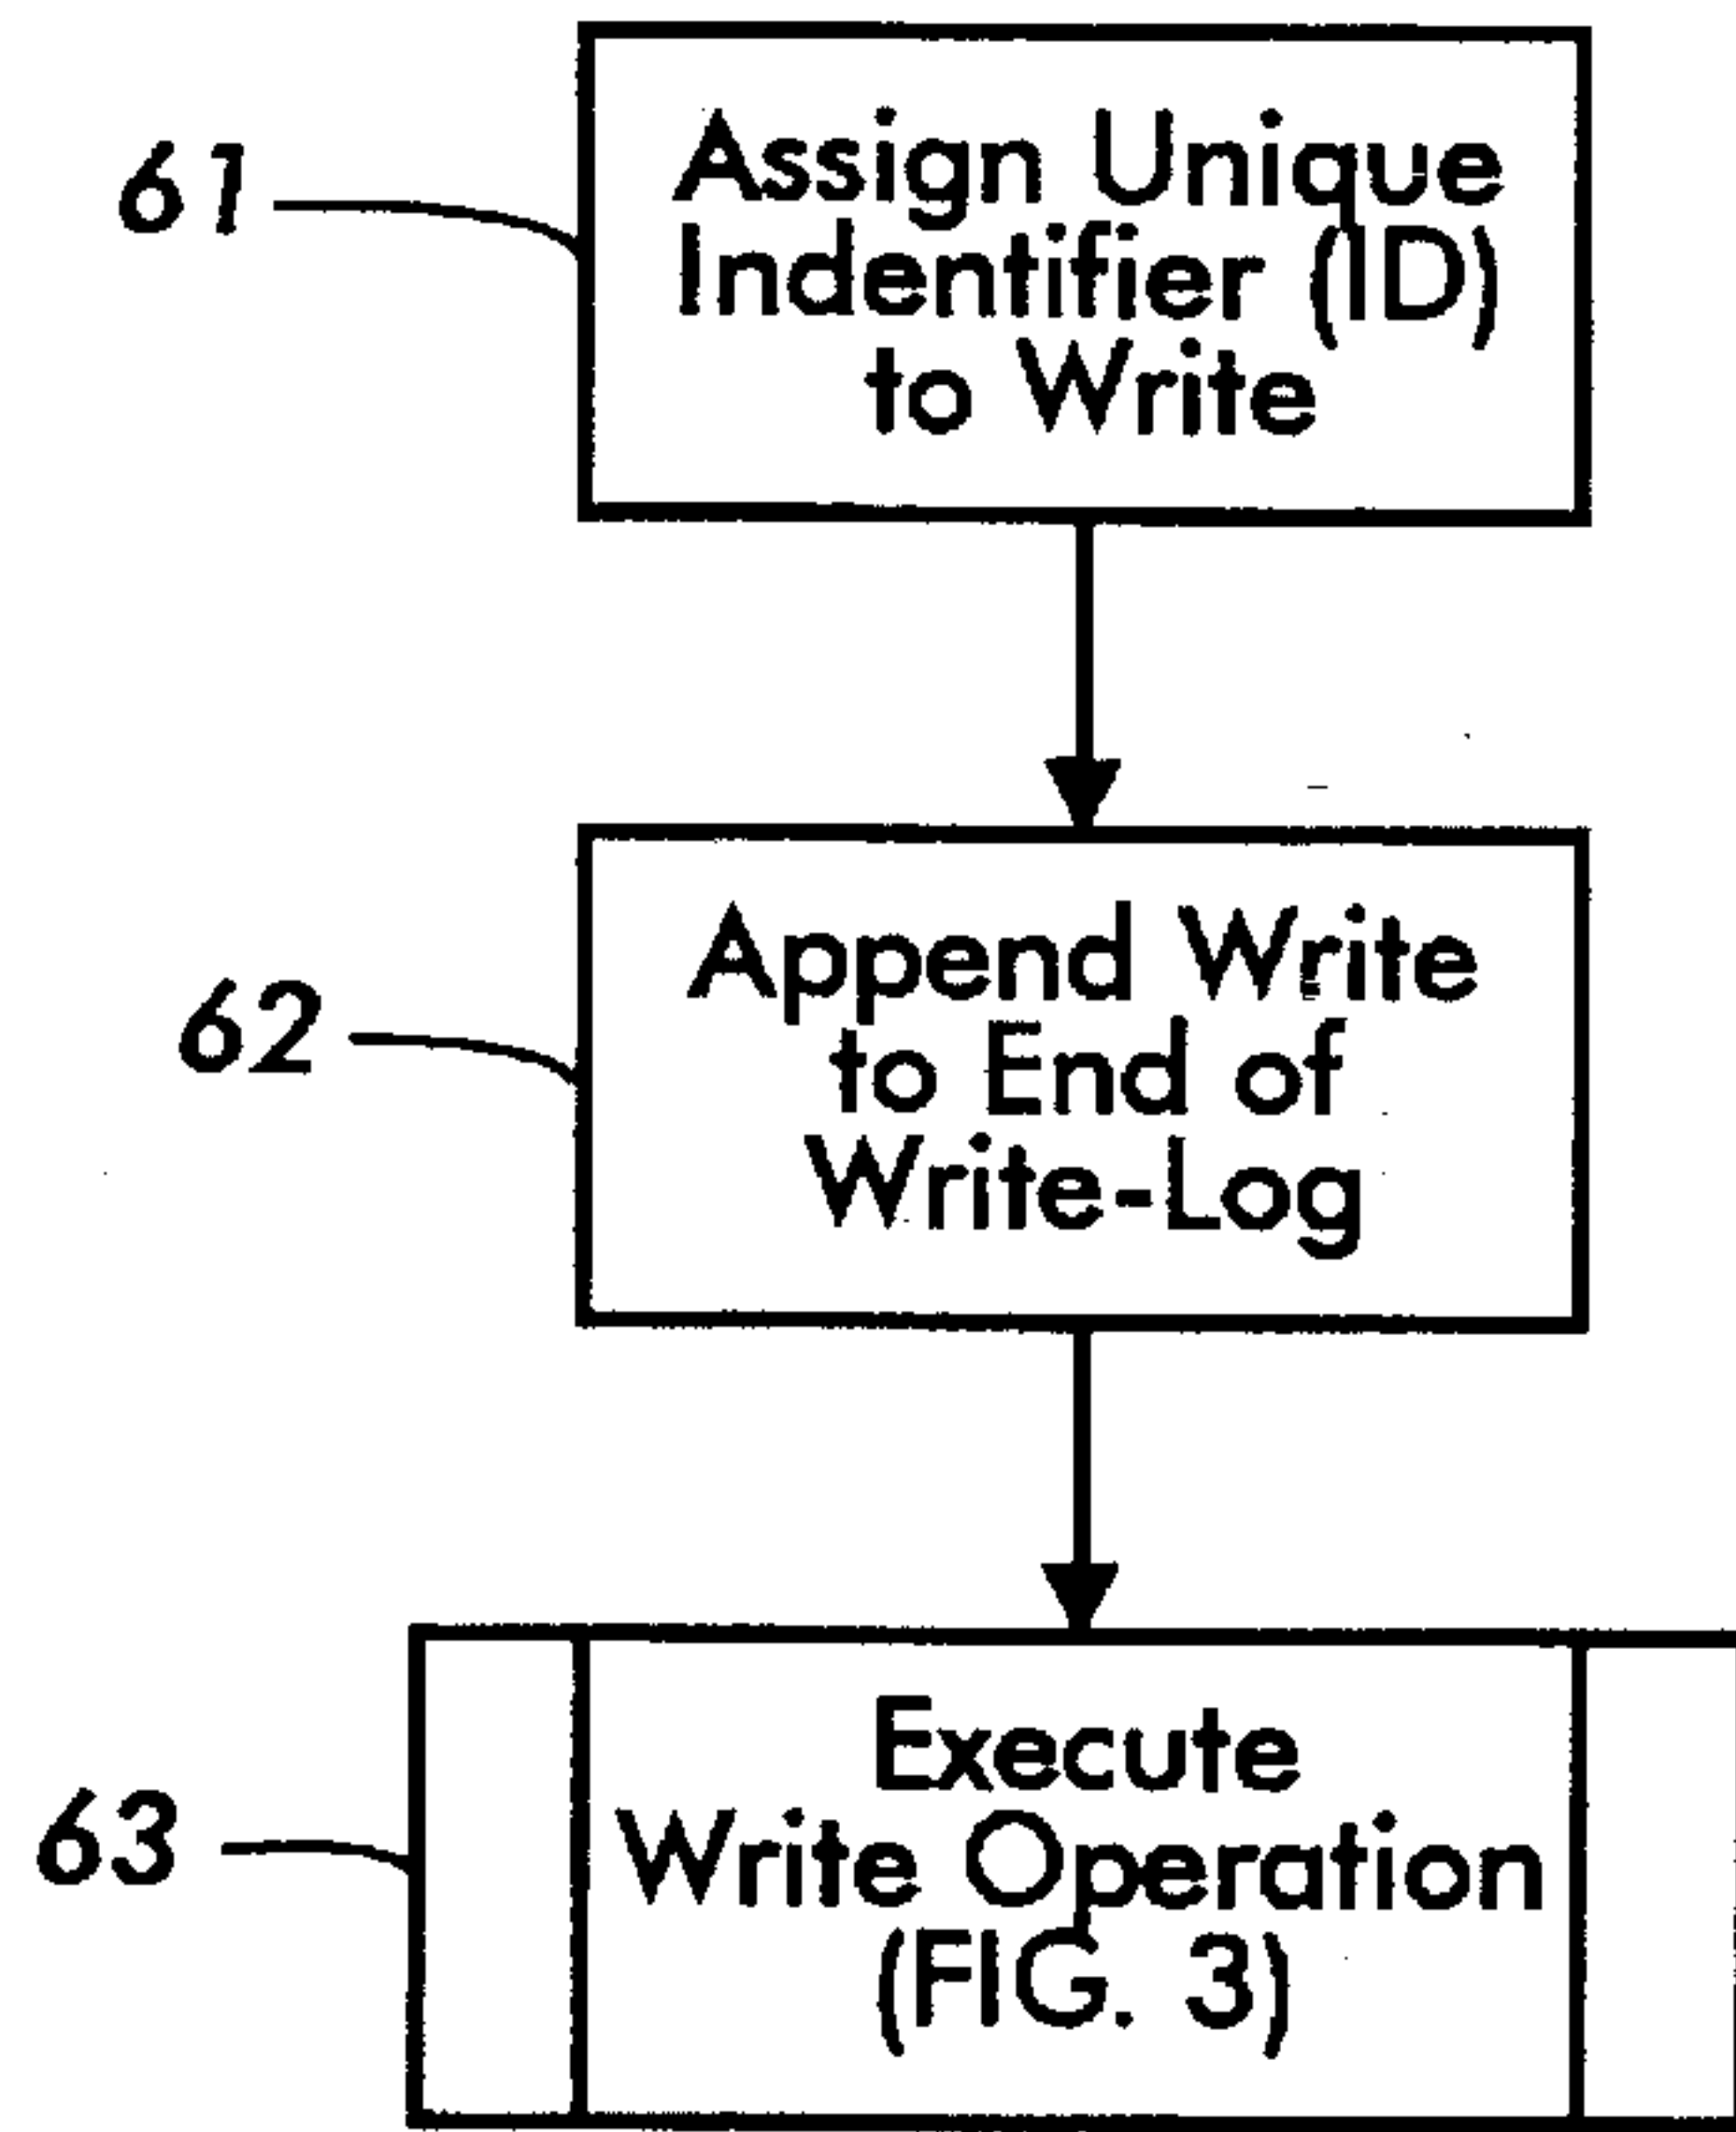 61
Assign Unique
Indentifier (ID)
to Write
62
Append Write
to End of
Write-Log
63
Execute
Write Operation
(FIG. 3)